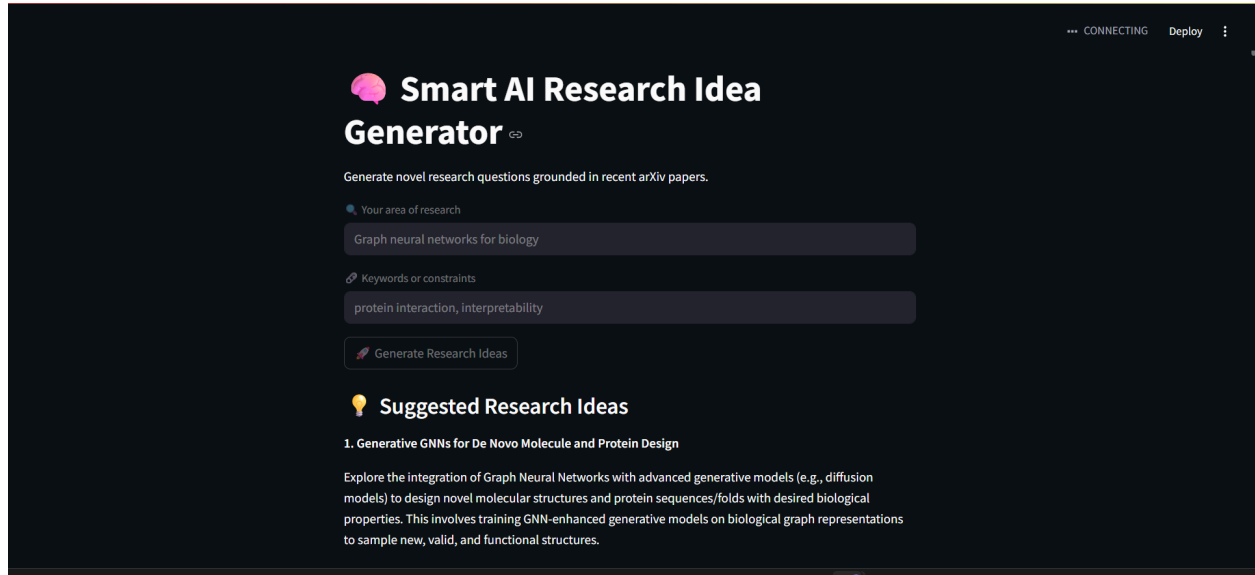 CONNECTING Deploy
Smart AI Research Idea
Generator
Generate novel research questions grounded in recent arXiv papers.
Your area of research
Graph neural networks for biology
Keywords or constraints
protein interaction, interpretability
Generate Research Ideas
Suggested Research Ideas
1. Generative GNNs for De Novo Molecule and Protein Design
Explore the integration of Graph Neural Networks with advanced generative models (e.g., diffusion
models) to design novel molecular structures and protein sequences/folds with desired biological
properties. This involves training GNN-enhanced generative models on biological graph representations
to sample new, valid, and functional structures.